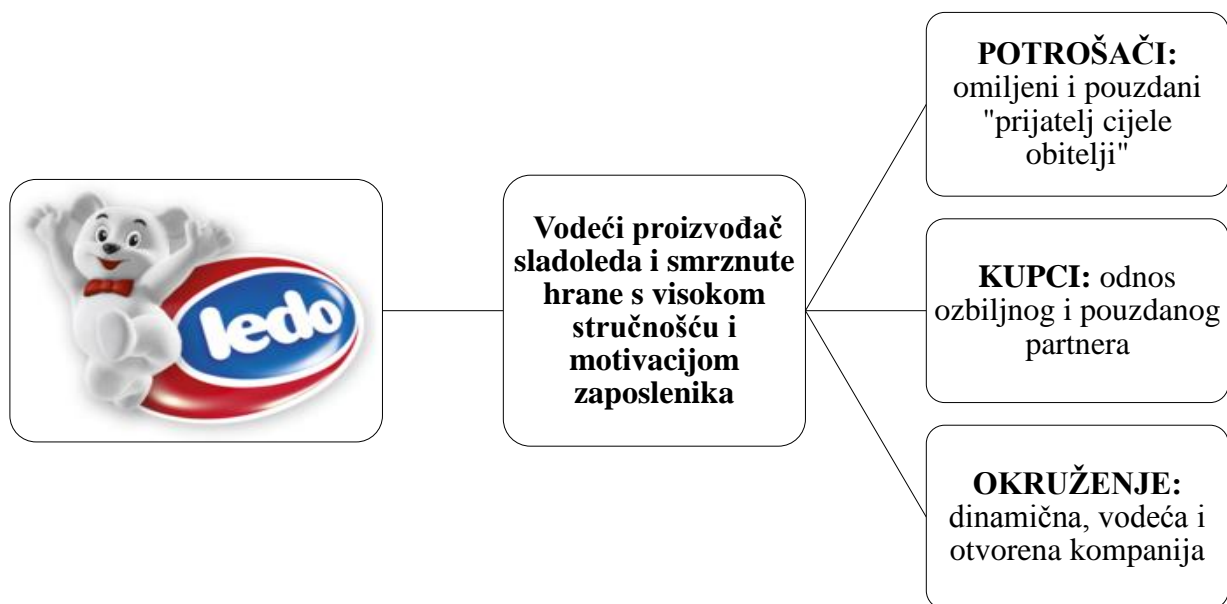 ledo
Vodeći proizvođač
sladoleda i smrznute
hrane s visokom
stručnošću i
motivacijom
zaposlenika
POTROŠAČI:
omiljeni i pouzdani
"prijatelj cijele
obitelji"
KUPCI: odnos
ozbiljnog i pouzdanog
partnera
OKRUŽENJE:
dinamična, vodeća i
otvorena kompanija